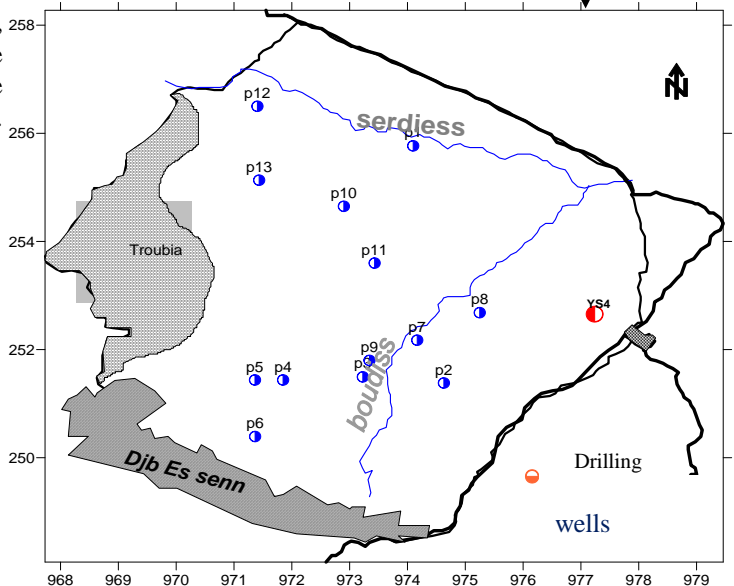 258
256
254
252
250
968 969 970 971 972 973 974 975 976 977 978 979
N
serdiess
p12
p1
p13
p10
Troubia
p11
p8
YS4
p7
p9
p3
p5
p4
p2
boudiss
p6
Djb Es senn
Drilling
wells